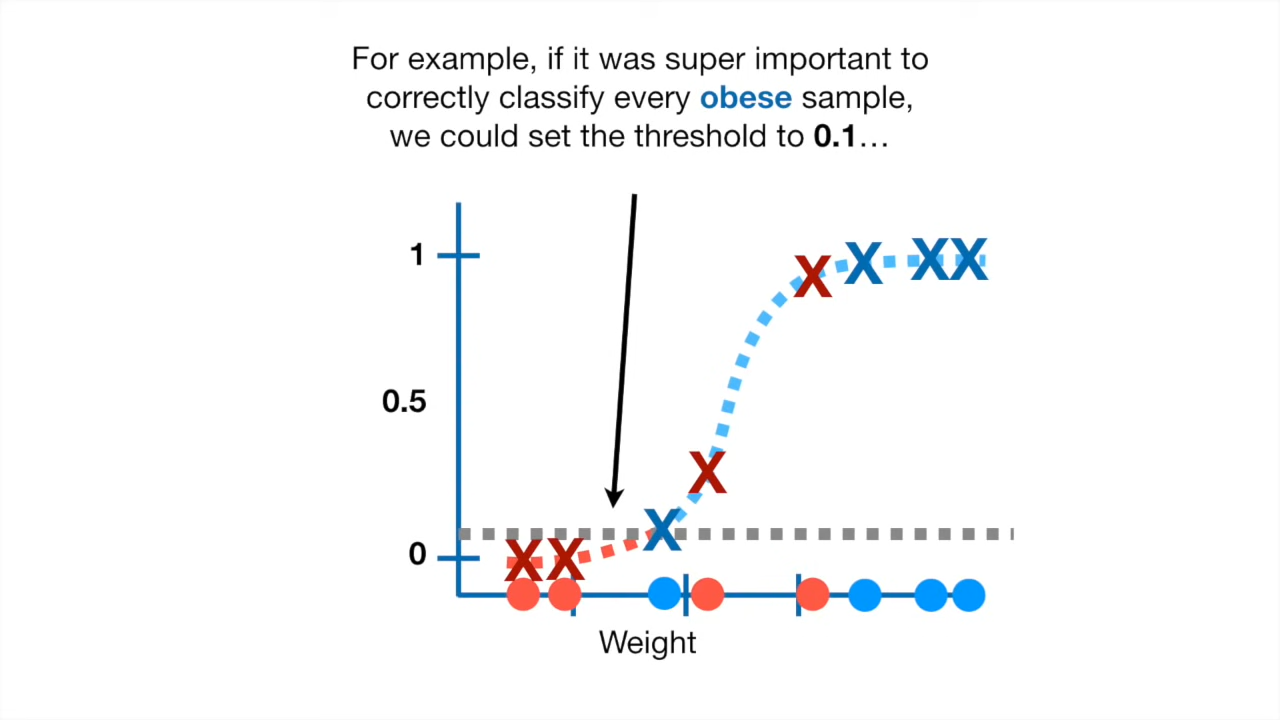 For example, if it was super important to
correctly classify every obese sample,
we could set the threshold to 0.1…
1
0.5
0
X X X X X X X X
Weight